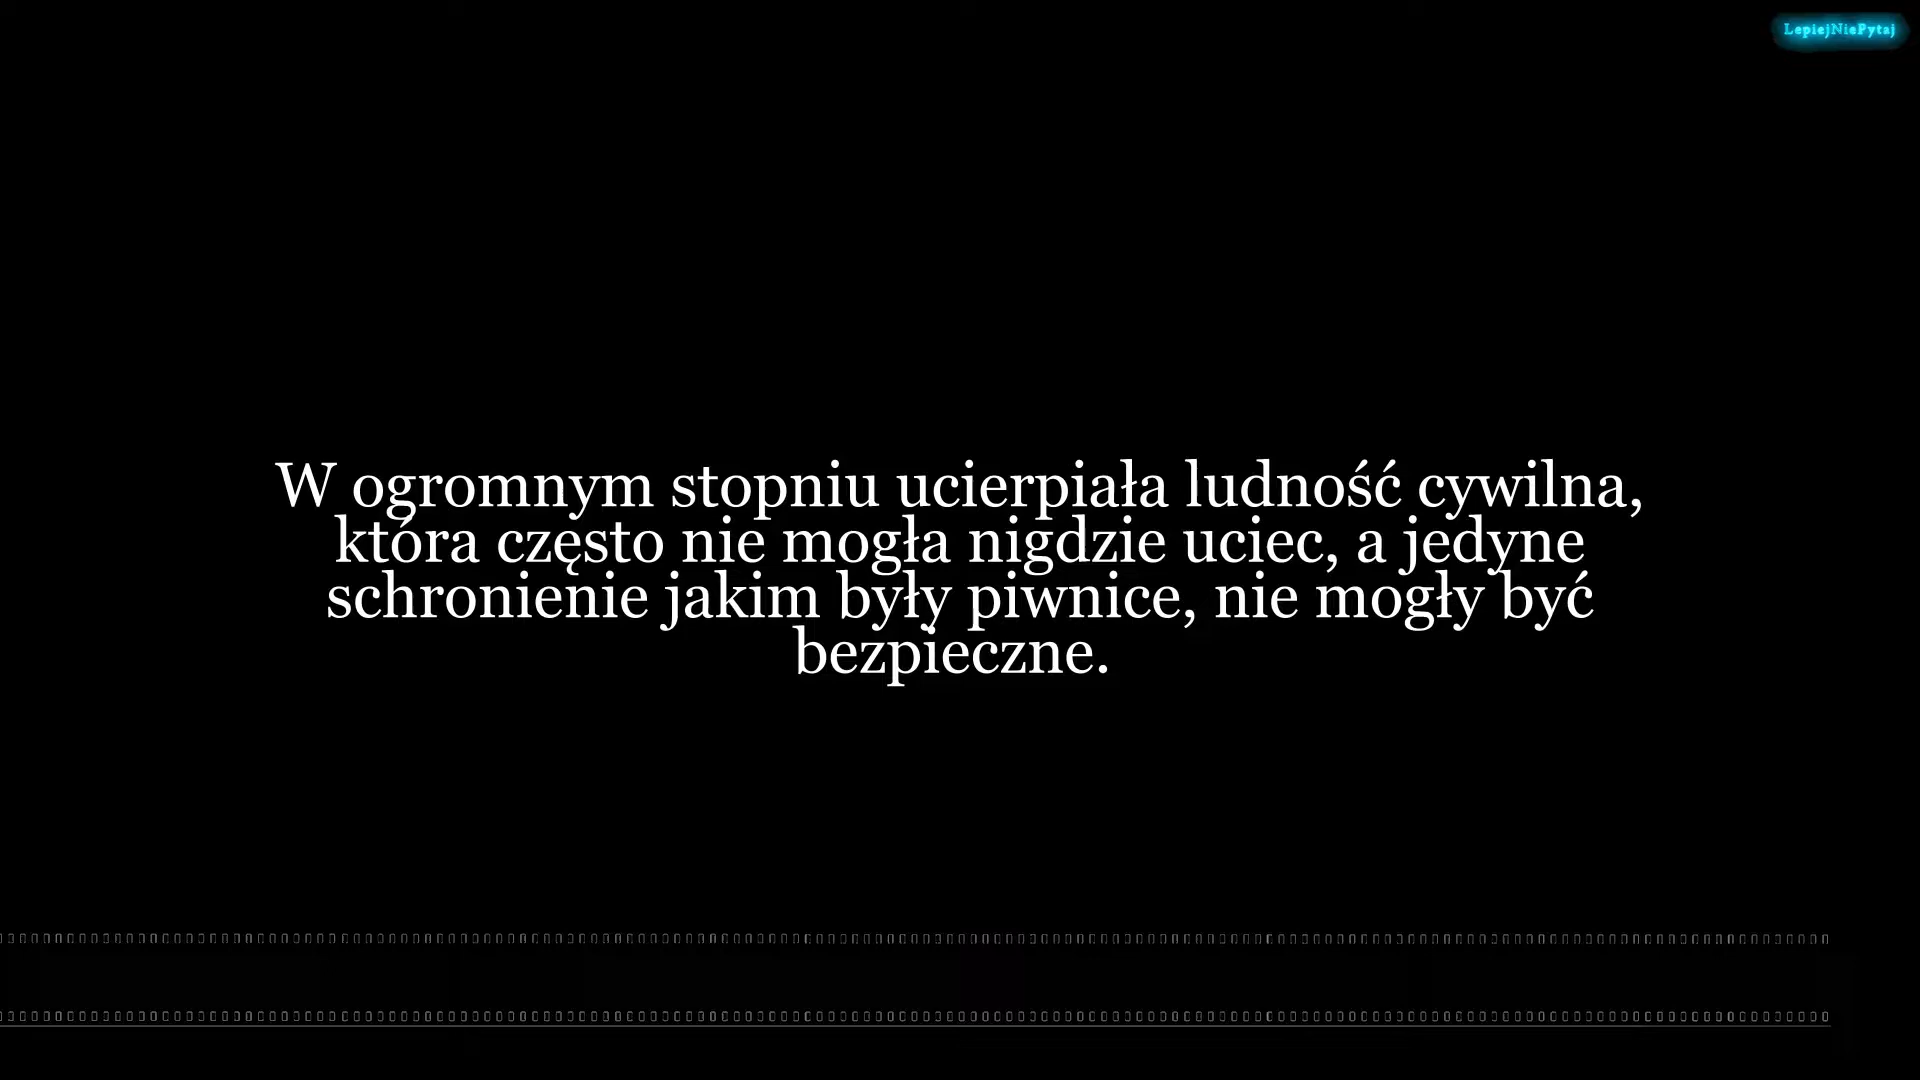 LepiejNiePytaj
W ogromnym stopniu ucierpiała ludność cywilna,
która często nie mogła nigdzie uciec, a jedyne
schronienie jakim były piwnice, nie mogły być
bezpieczne.